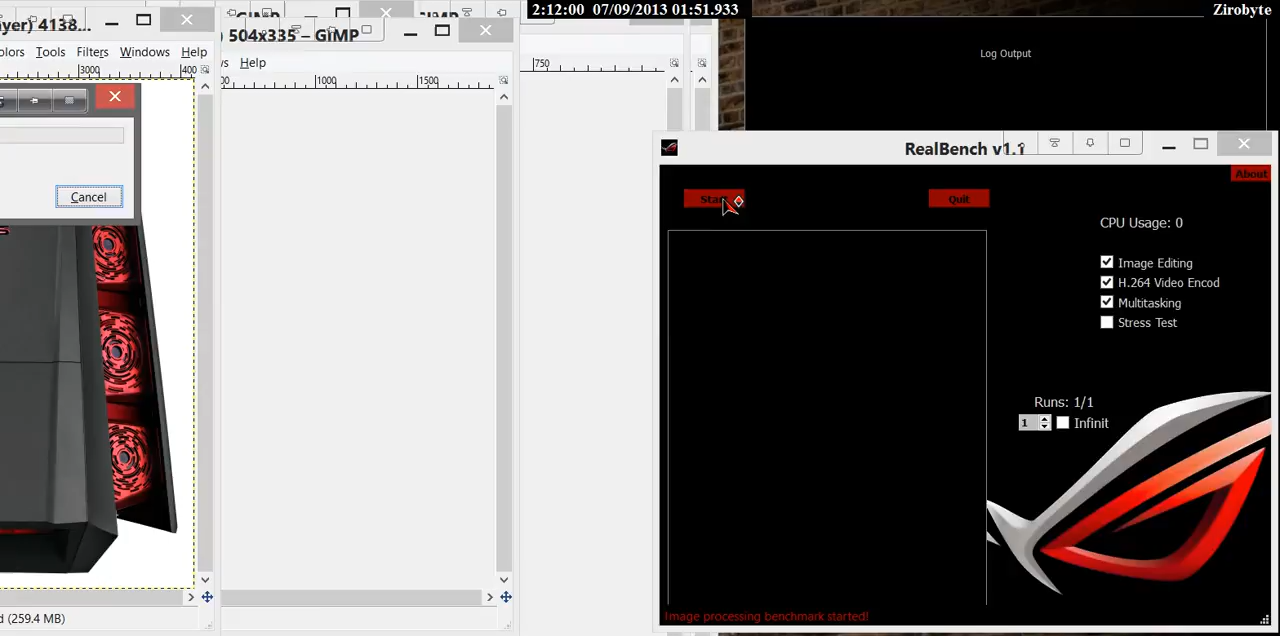 2:12:00 07/09/2013 01:51.933
Zirobyte
4138...
504x335 – GIMP
Tools Filters Windows Help
Help
3000
400
1000
1500
750
Log Output
Cancel
RealBench v1.1
About
Start
Quit
CPU Usage: 0
Image Editing
H.264 Video Encod
Multitasking
Stress Test
Runs: 1/1
1
Infinit
(259.4 MB)
Image processing benchmark started!